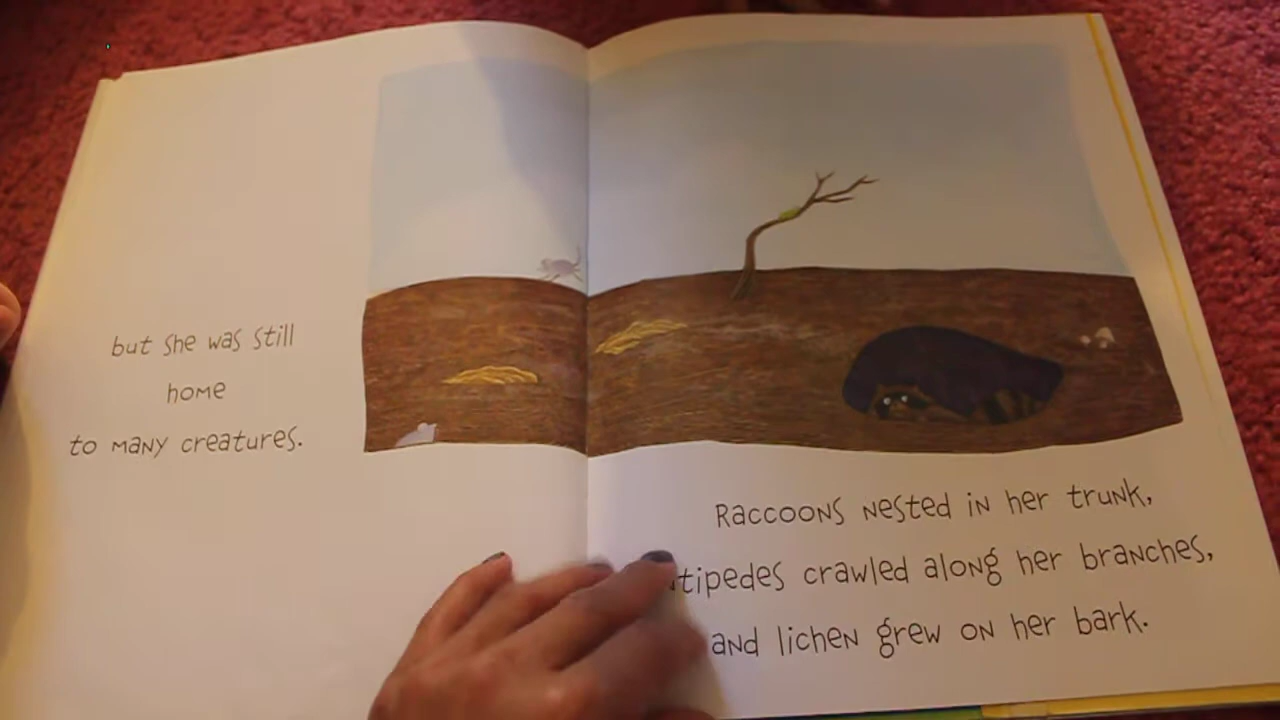 but she was still
home
to many creatures.
Raccoons nested in her trunk,
crawled along her branches,
and lichen grew on her bark.